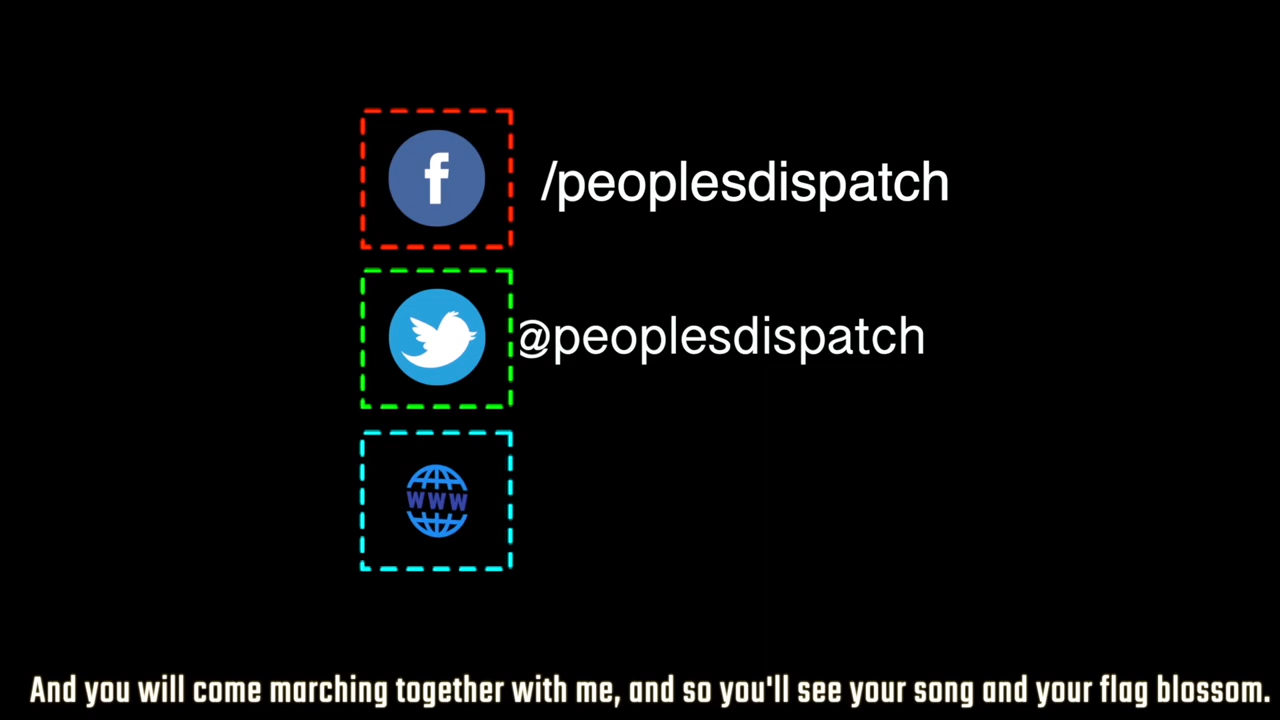 f /peoplesdispatch
@peoplesdispatch
WWW
And you will come marching together with me, and so you'll see your song and your flag blossom.